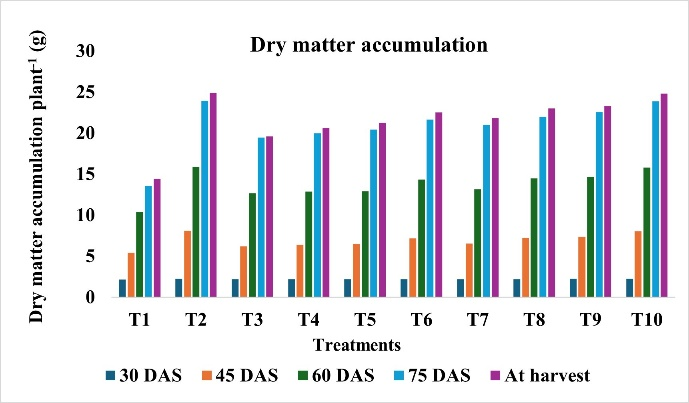 Dry matter accumulation
Dry matter accumulation plant⁻¹ (g)
30
25
20
15
10
5
0
T1 T2 T3 T4 T5 T6 T7 T8 T9 T10
Treatments
30 DAS 45 DAS 60 DAS 75 DAS At harvest